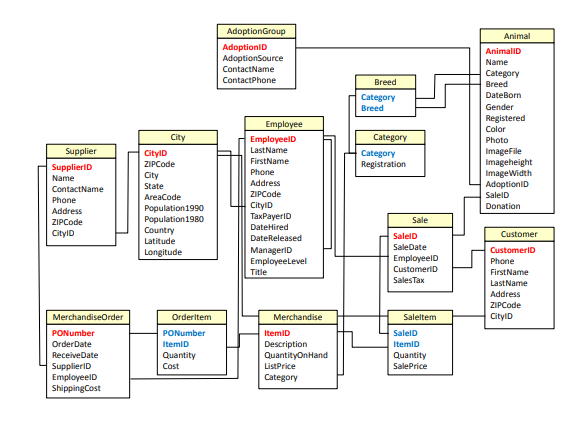 AdoptionGroup
AdoptionID
AdoptionSource
ContactName
ContactPhone
Animal
AnimalID
Name
Category
Breed
DateBorn
Gender
Registered
Color
Photo
ImageFile
Imageheight
ImageWidth
AdoptionID
SaleID
Donation
Breed
Category
Breed
Category
Category
Registration
Employee
EmployeeID
LastName
FirstName
Phone
Address
ZIPCode
CityID
TaxPayerID
DateHired
DateReleased
ManagerID
EmployeeLevel
Title
City
CityID
ZIPCode
City
State
AreaCode
Population1990
Population1980
Country
Latitude
Longitude
Supplier
SupplierID
Name
ContactName
Phone
Address
ZIPCode
CityID
Sale
SaleID
SaleDate
EmployeeID
CustomerID
SalesTax
Customer
CustomerID
Phone
FirstName
LastName
Address
ZIPCode
CityID
MerchandiseOrder
PONumber
OrderDate
ReceiveDate
SupplierID
EmployeeID
ShippingCost
OrderItem
PONumber
ItemID
Quantity
Cost
Merchandise
ItemID
Description
QuantityOnHand
ListPrice
Category
SaleItem
SaleID
ItemID
Quantity
SalePrice